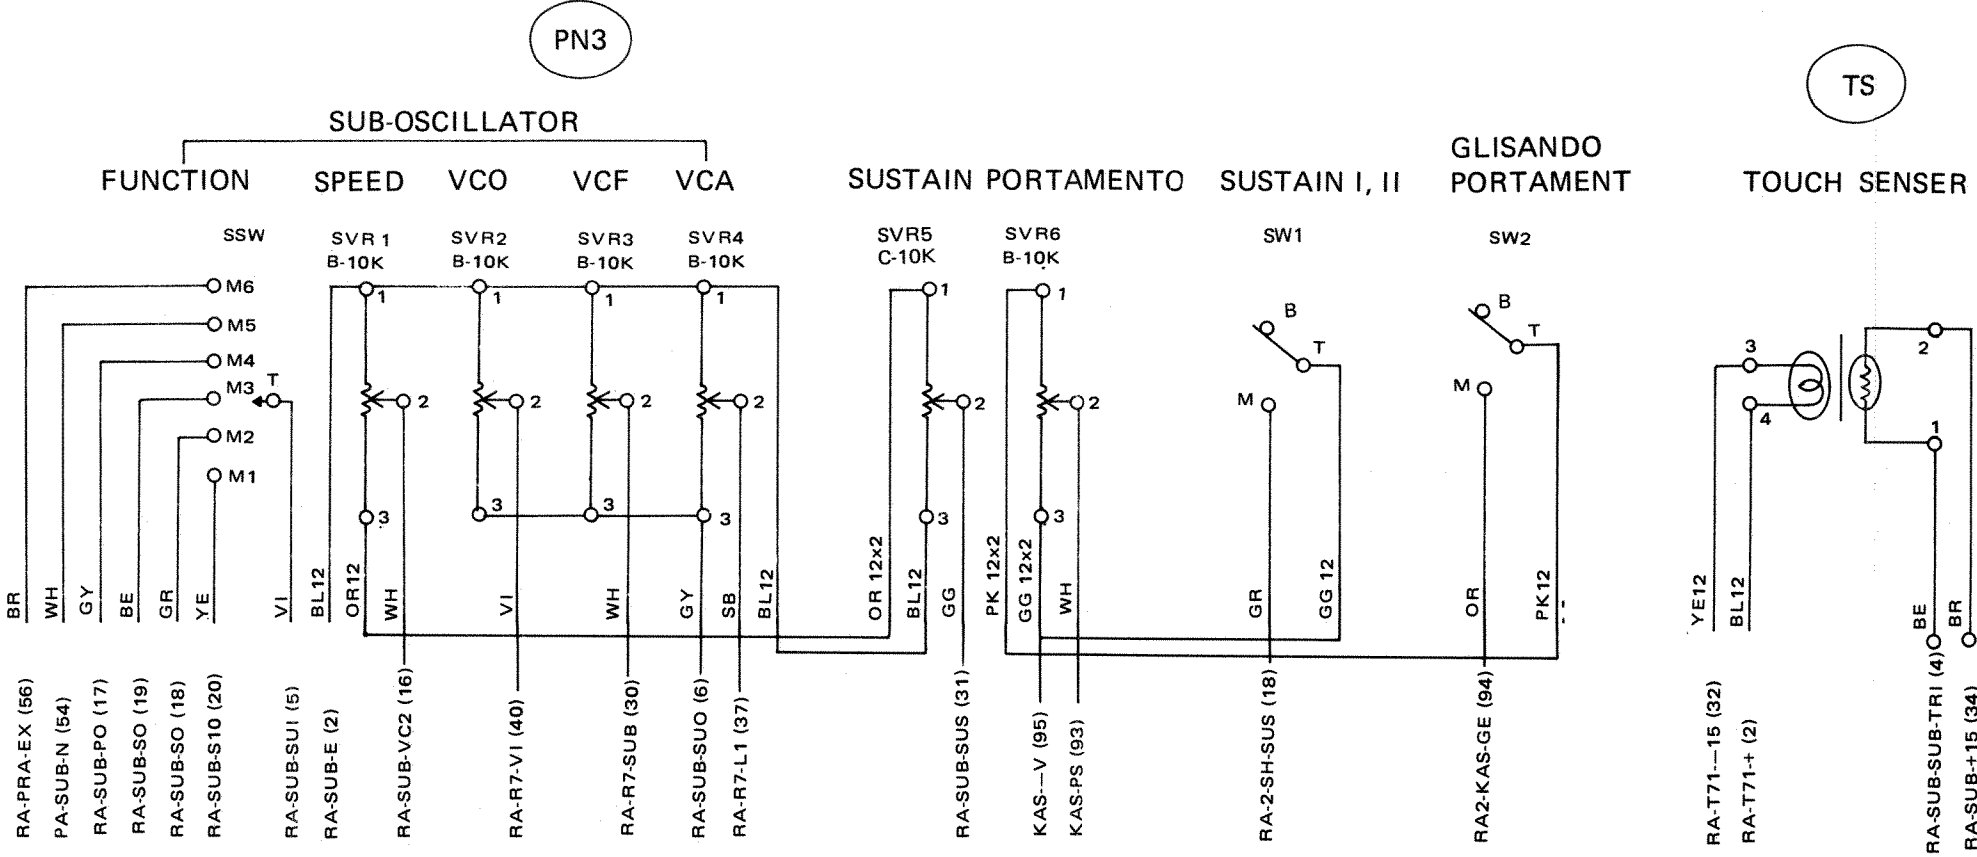 PN3
TS
SUB-OSCILLATOR
GLISANDO
FUNCTION SPEED VCO VCF VCA SUSTAIN PORTAMENTO SUSTAIN I, II PORTAMENT TOUCH SENSER
SSW SVR 1 SVR2 SVR3 SVR4 SVR5 SVR6 SW1 SW2
B-10K B-10K B-10K B-10K C-10K B-10K
M6
M5
M4
M3
M2
M1
T
1
2
3
1
2
3
1
2
3
1
2
3
1
2
3
1
2
3
B
T
M
B
T
M
3
4
2
1
BR
WH
GY
BE
GR
YE
VI
BL12
OR12
WH
VI
WH
GY
SB
BL12
OR 12x2
BL12
GG
PK 12x2
GG 12x2
WH
GR
GG 12
OR
PK12
YE12
BL12
BE
BR
RA-PRA-EX (56)
PA-SUB-N (54)
RA-SUB-PO (17)
RA-SUB-SO (19)
RA-SUB-SO (18)
RA-SUB-S10 (20)
RA-SUB-SUI (5)
RA-SUB-E (2)
RA-SUB-VC2 (16)
RA-R7-VI (40)
RA-R7-SUB (30)
RA-SUB-SUO (6)
RA-R7-L1 (37)
RA-SUB-SUS (31)
KAS-—V (95)
KAS-PS (93)
RA-2-SH-SUS (18)
RA2-KAS-GE (94)
RA-T71-—15 (32)
RA-T71-+ (2)
RA-SUB-SUB-TRI (4)
RA-SUB-+15 (34)